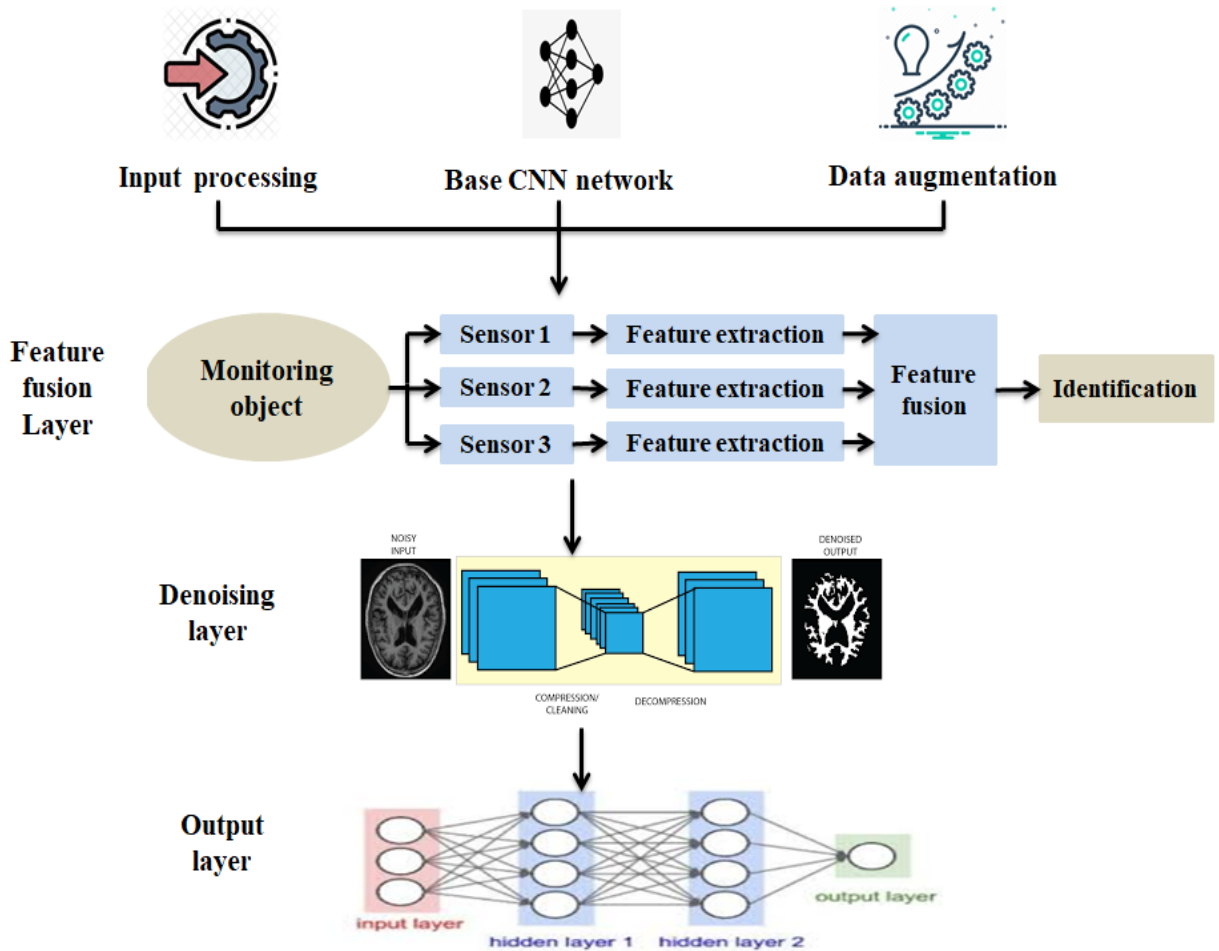 Input processing
Base CNN network
Data augmentation
Feature
fusion
Layer
Monitoring
object
Sensor 1
Feature extraction
Sensor 2
Feature extraction
Sensor 3
Feature extraction
Feature
fusion
Identification
Denoising
layer
NOISY
INPUT
COMPRESSION/
CLEANING
DECOMPRESSION
DENOISED
OUTPUT
Output
layer
input layer
hidden layer 1
hidden layer 2
output layer